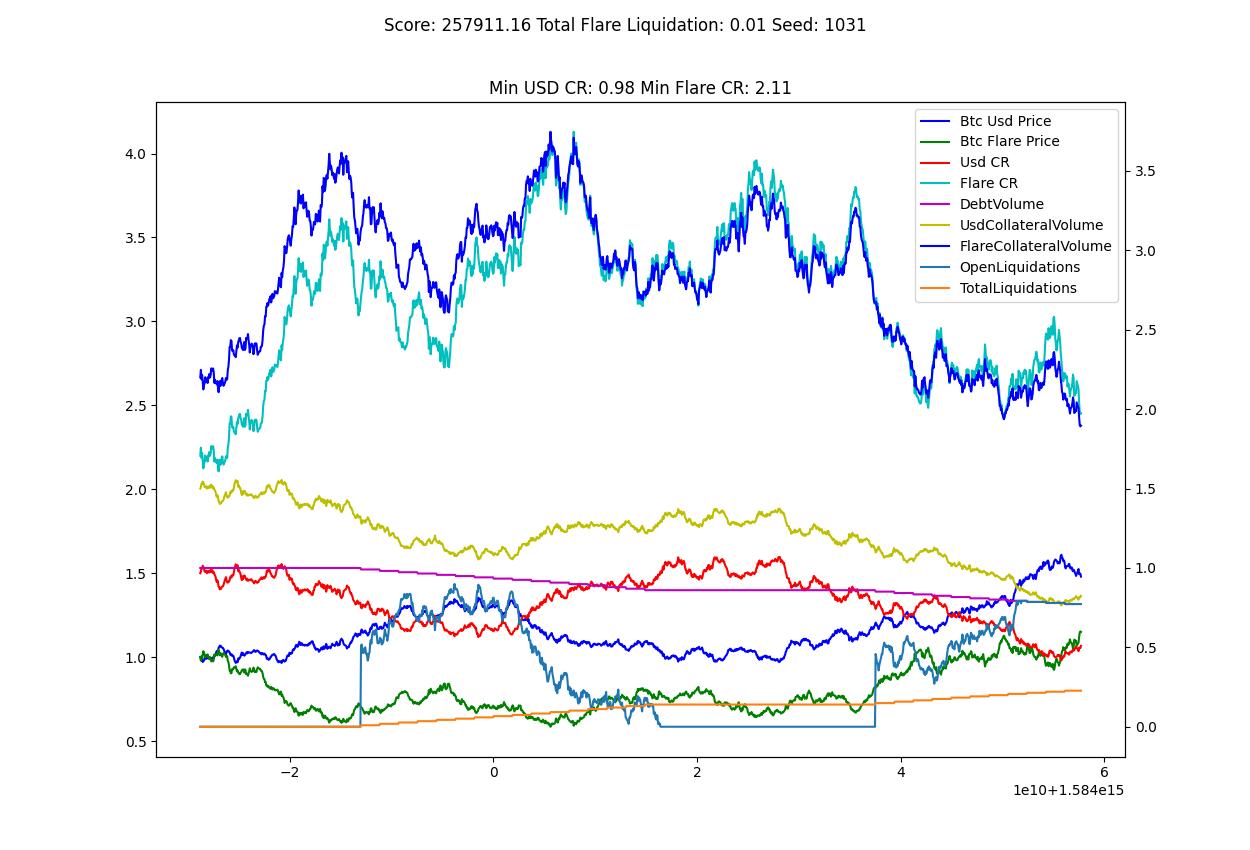 Score: 257911.16 Total Flare Liquidation: 0.01 Seed: 1031
Min USD CR: 0.98 Min Flare CR: 2.11
Btc Usd Price
Btc Flare Price
Usd CR
Flare CR
DebtVolume
UsdCollateralVolume
FlareCollateralVolume
OpenLiquidations
TotalLiquidations
4.0
3.5
3.0
2.5
2.0
1.5
1.0
0.5
3.5
3.0
2.5
2.0
1.5
1.0
0.5
0.0
−2
0
2
4
6
1e10+1.584e15